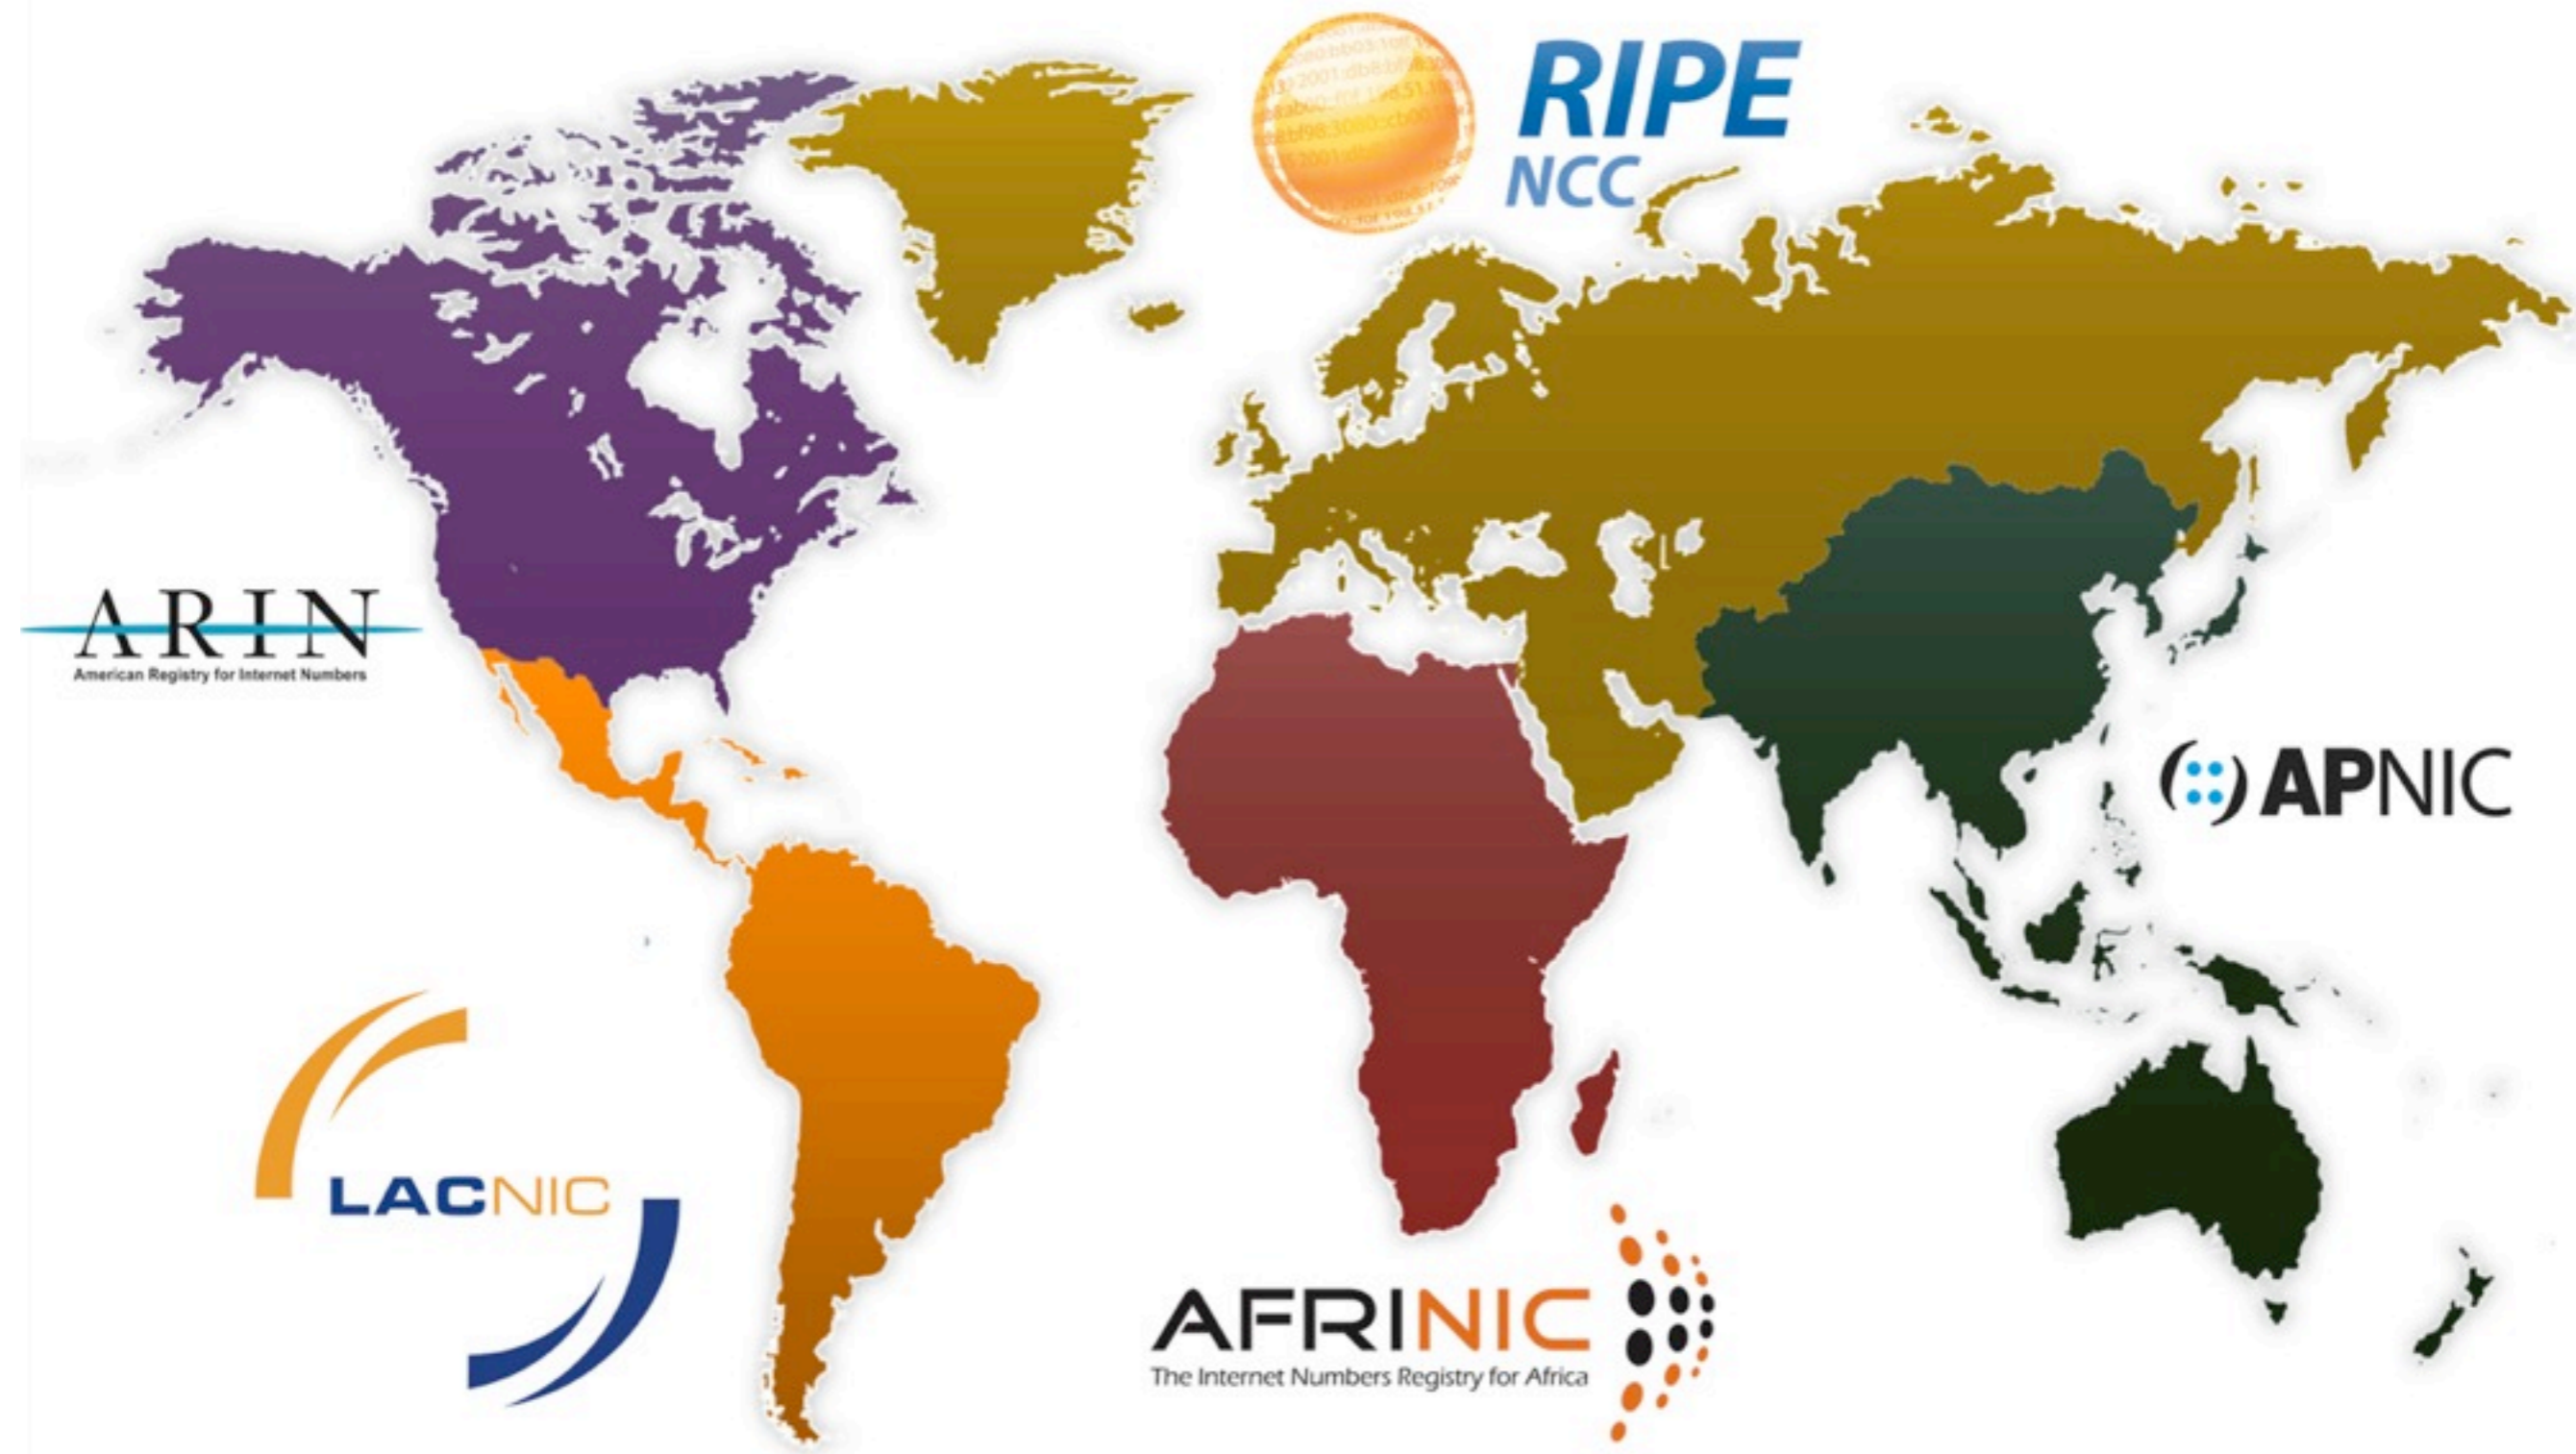 RIPE
NCC
ARIN
American Registry for Internet Numbers
APNIC
LACNIC
AFRINIC
The Internet Numbers Registry for Africa